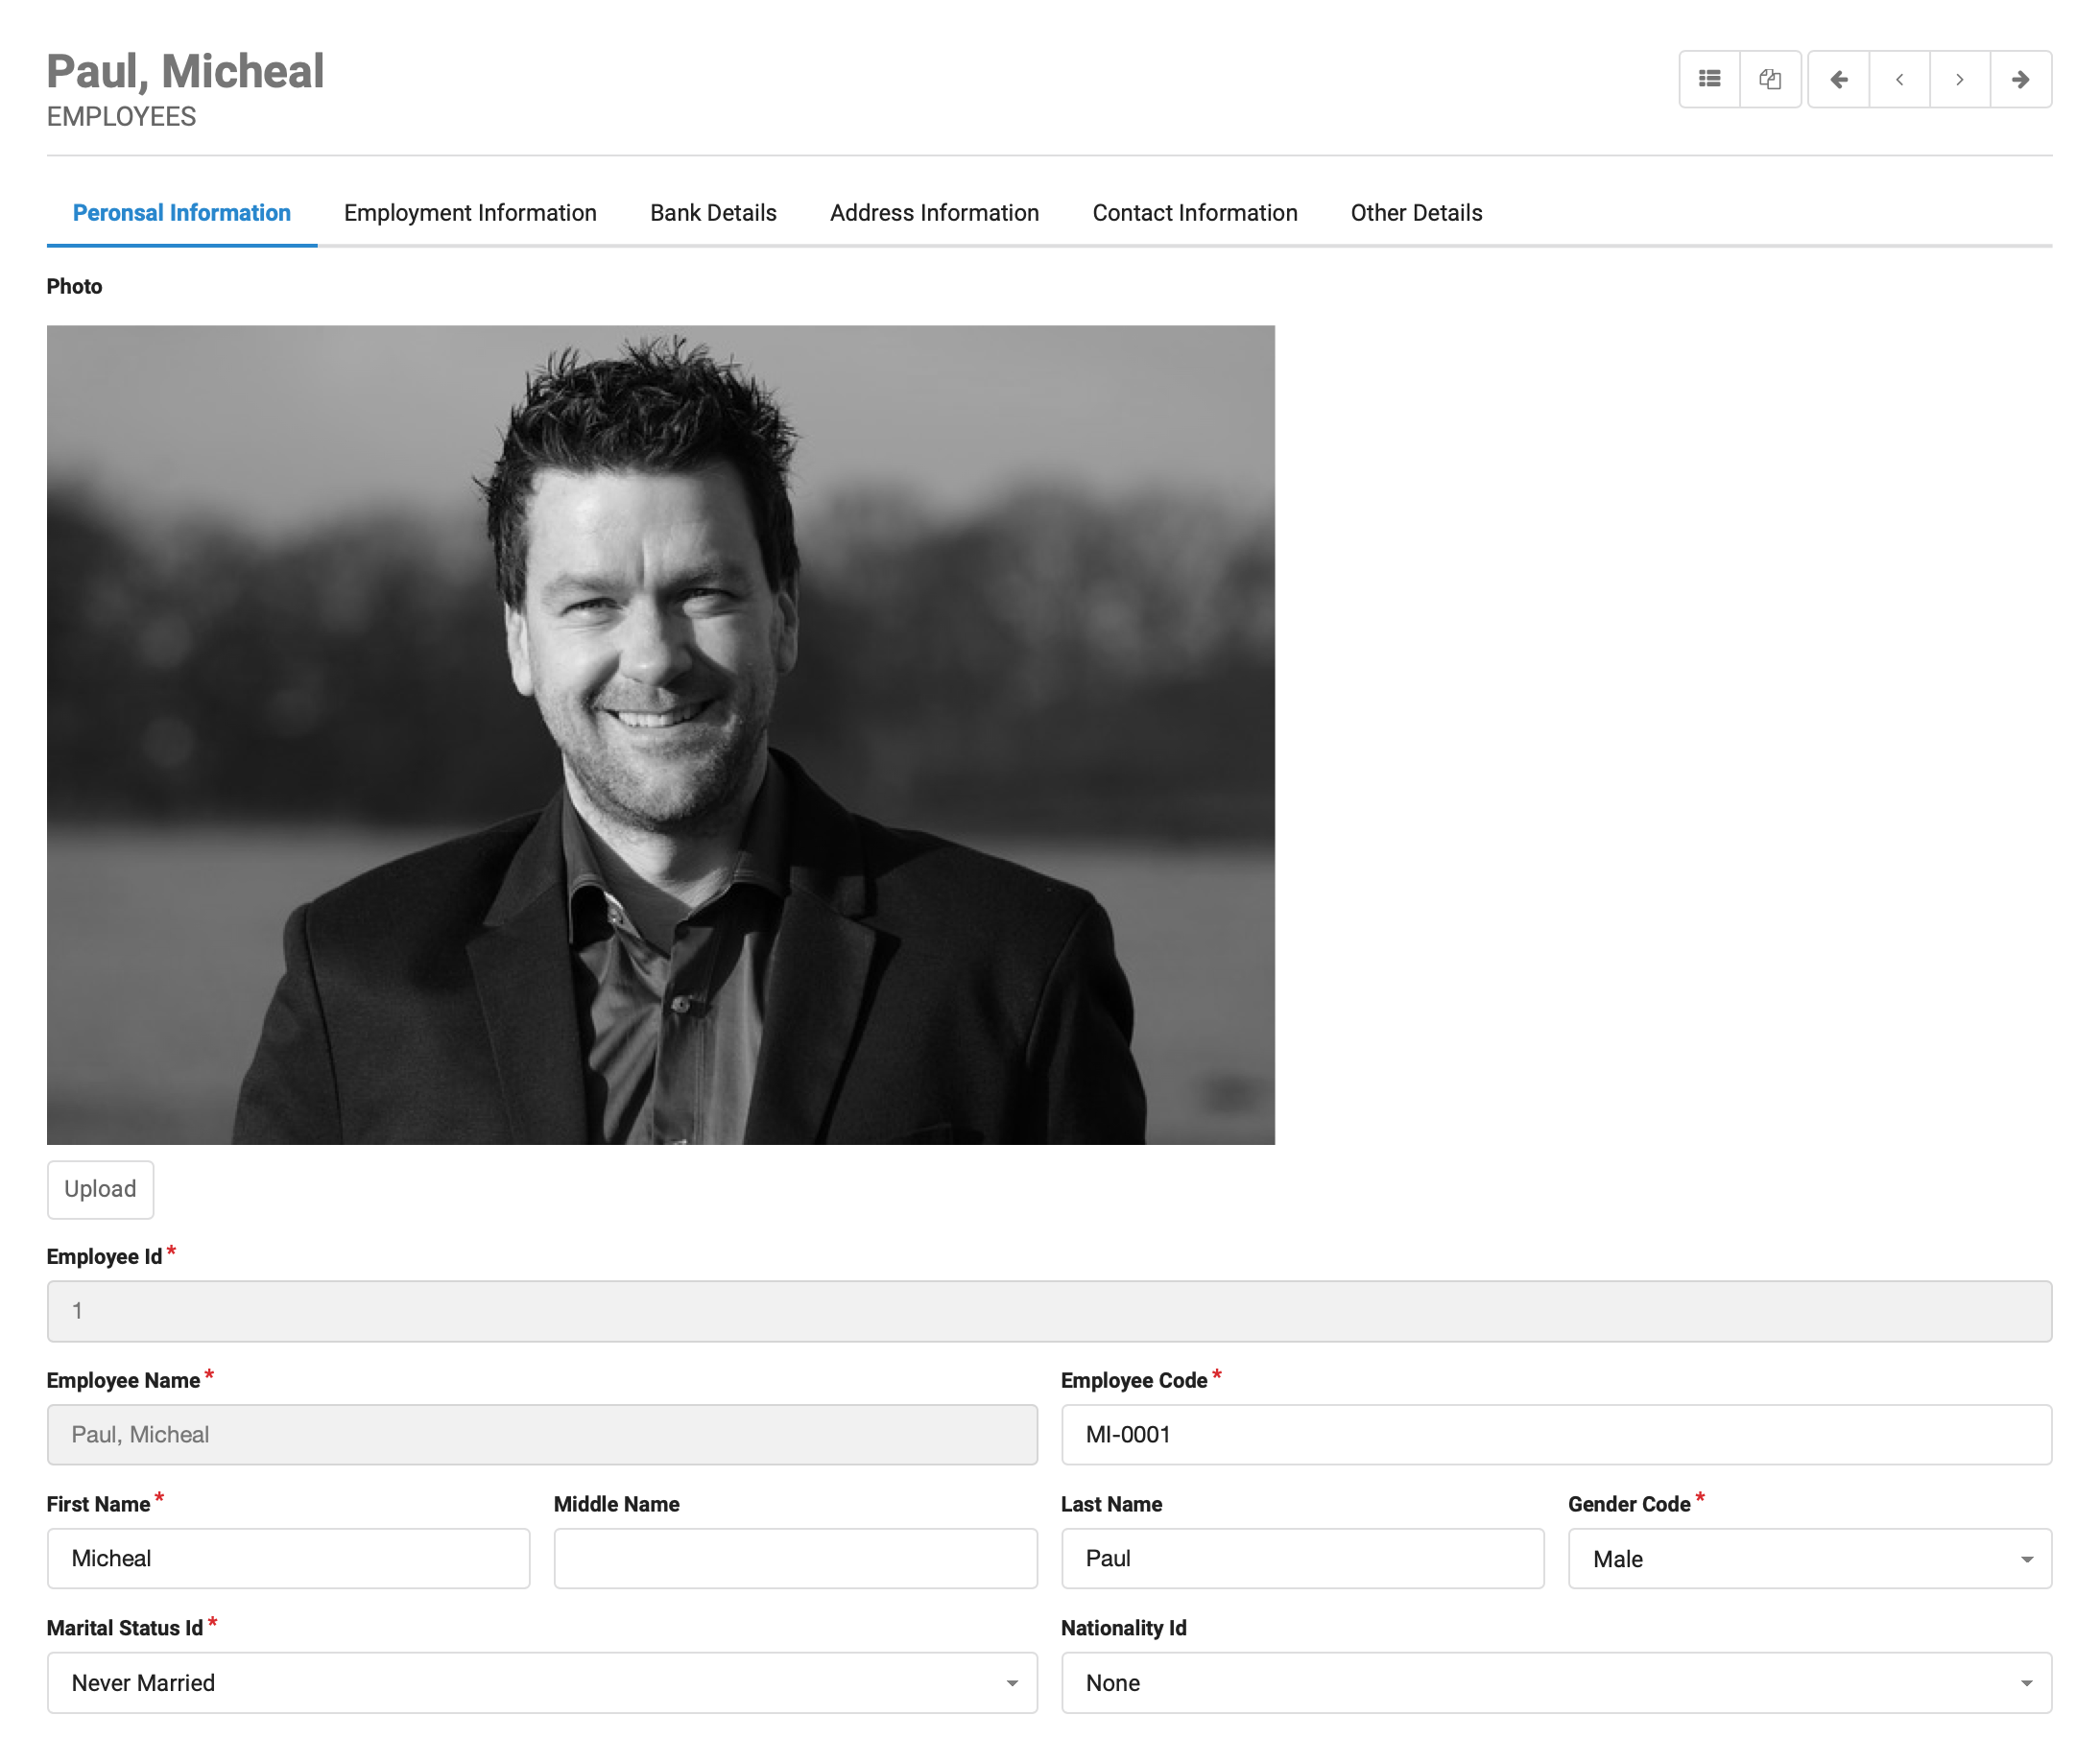 Paul, Micheal
EMPLOYEES
Peronsal Information Employment Information Bank Details Address Information Contact Information Other Details
Photo
Upload
Employee Id *
1
Employee Name * Employee Code *
Paul, Micheal MI-0001
First Name * Middle Name Last Name Gender Code *
Micheal Paul Male
Marital Status Id * Nationality Id
Never Married None